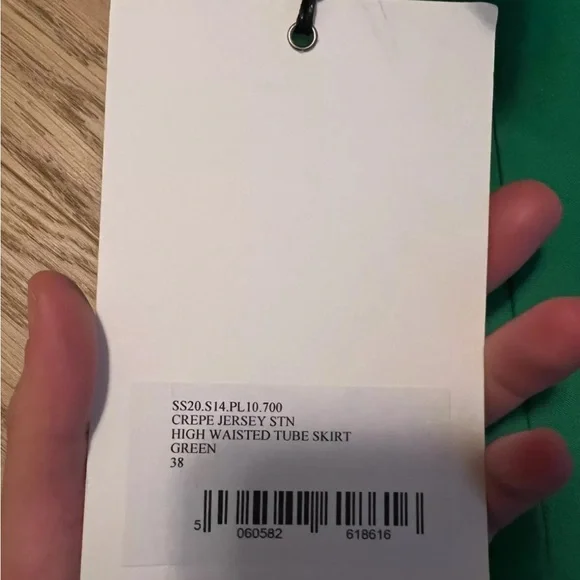 SS20.S14.PL10.700
CREPE JERSEY STN
HIGH WAISTED TUBE SKIRT
GREEN
38
5 060582 618616